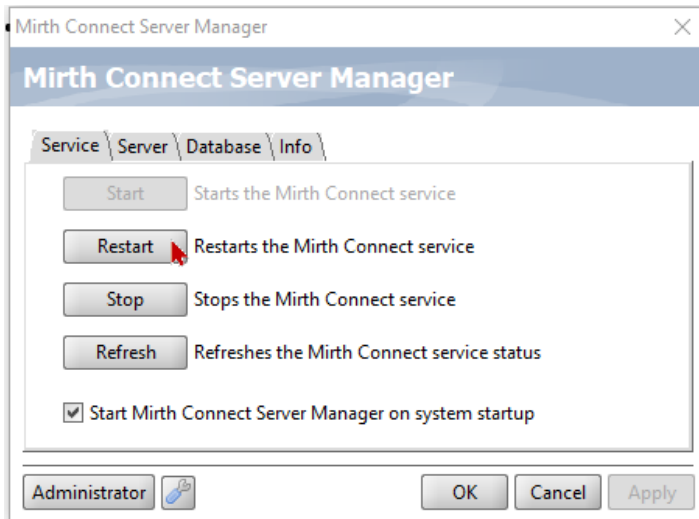 Mirth Connect Server Manager
Mirth Connect Server Manager
Service Server Database Info
Start Starts the Mirth Connect service
Restart Restarts the Mirth Connect service
Stop Stops the Mirth Connect service
Refresh Refreshes the Mirth Connect service status
Start Mirth Connect Server Manager on system startup
Administrator OK Cancel Apply